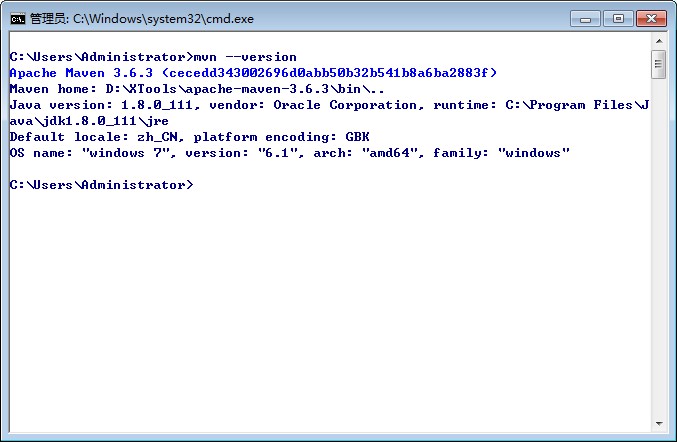 管理员: C:\Windows\system32\cmd.exe
C:\Users\Administrator>mvn --version
Apache Maven 3.6.3 (cecedd343002696d0abb50b32b541b8a6ba2883f)
Maven home: D:\XTools\apache-maven-3.6.3\bin\..
Java version: 1.8.0_111, vendor: Oracle Corporation, runtime: C:\Program Files\J
ava\jdk1.8.0_111\jre
Default locale: zh_CN, platform encoding: GBK
OS name: "windows 7", version: "6.1", arch: "amd64", family: "windows"
C:\Users\Administrator>